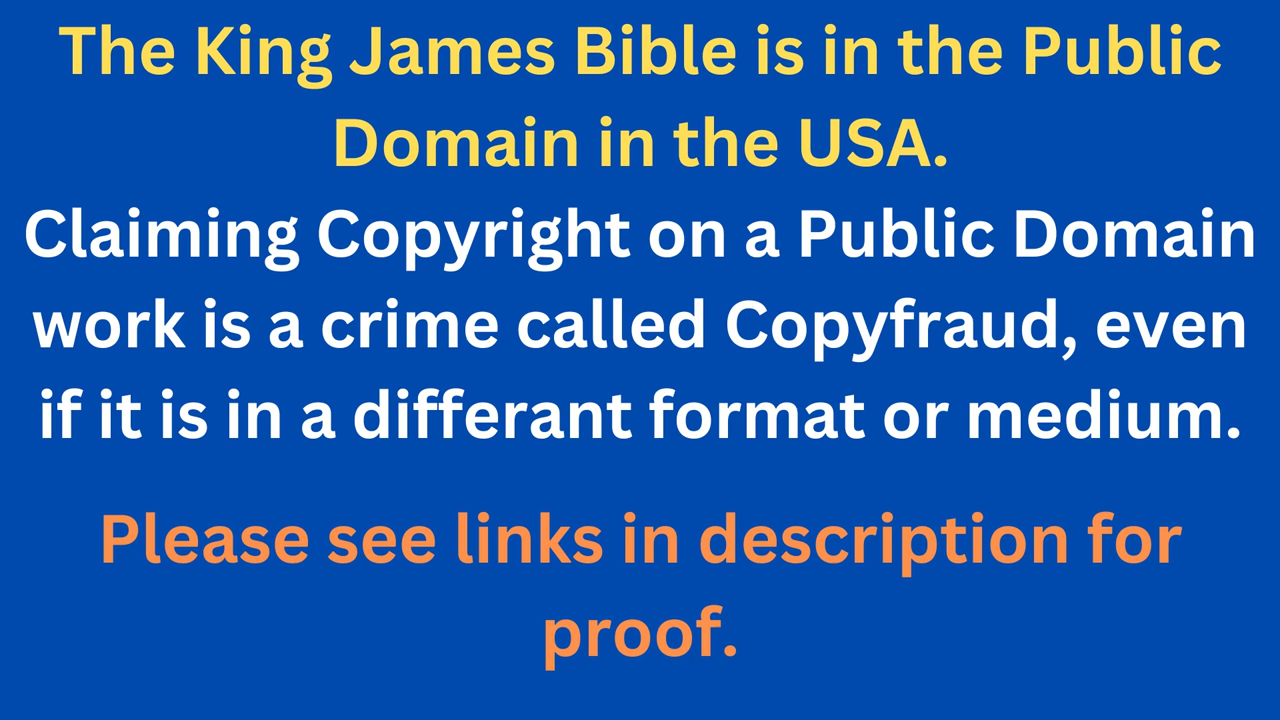 The King James Bible is in the Public
Domain in the USA.
Claiming Copyright on a Public Domain
work is a crime called Copyfraud, even
if it is in a differant format or medium.
Please see links in description for
proof.